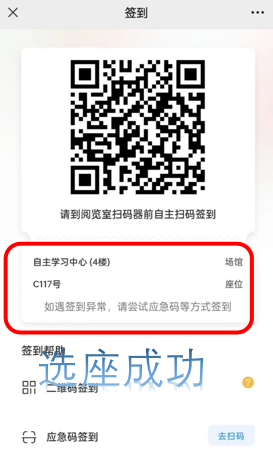 签到
请到阅览室扫码器前自主扫码签到
自主学习中心 (4楼) 场馆
C117号 座位
如遇签到异常，请尝试应急码等方式签到
签到帮助
选座成功
二维码签到 ?
应急码签到 去扫码